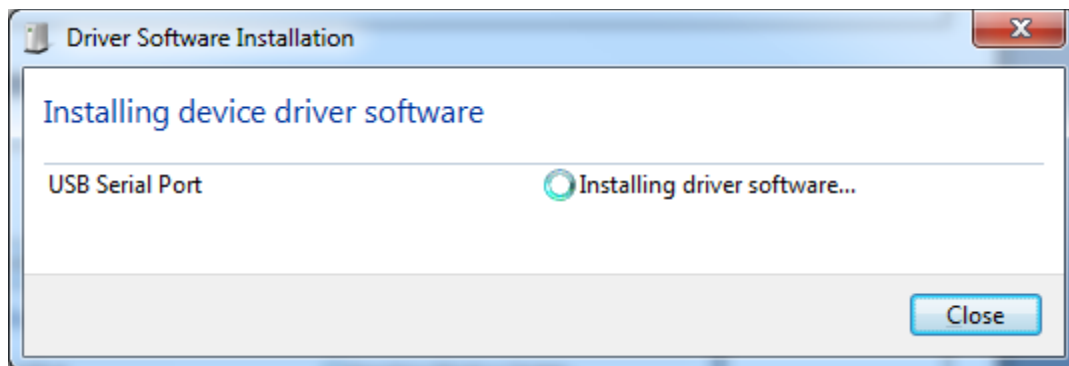 Driver Software Installation
Installing device driver software
USB Serial Port Installing driver software...
Close